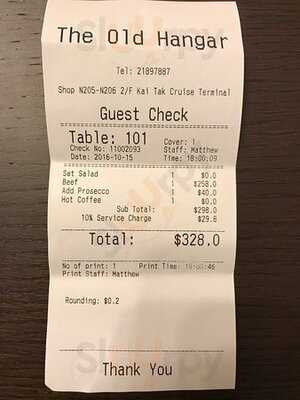 The Old Hangar
Tel: 21897887
Shop N205-N206 2/F Kai Tak Cruise Terminal
Guest Check
Table: 101 Cover: 1
Check No: 11002093 Staff: Matthew
Date: 2016-10-15 Time: 18:00:09
Set Salad 1 $0.0
Beef 1 $258.0
Add Prosecco 1 $40.0
Hot Coffee 1 $0.0
Sub Total: $298.0
10% Service Charge $29.8
Total: $328.0
No of print: 1 Print Time: 18:00:46
Print Staff: Matthew
Rounding: $0.2
Thank You